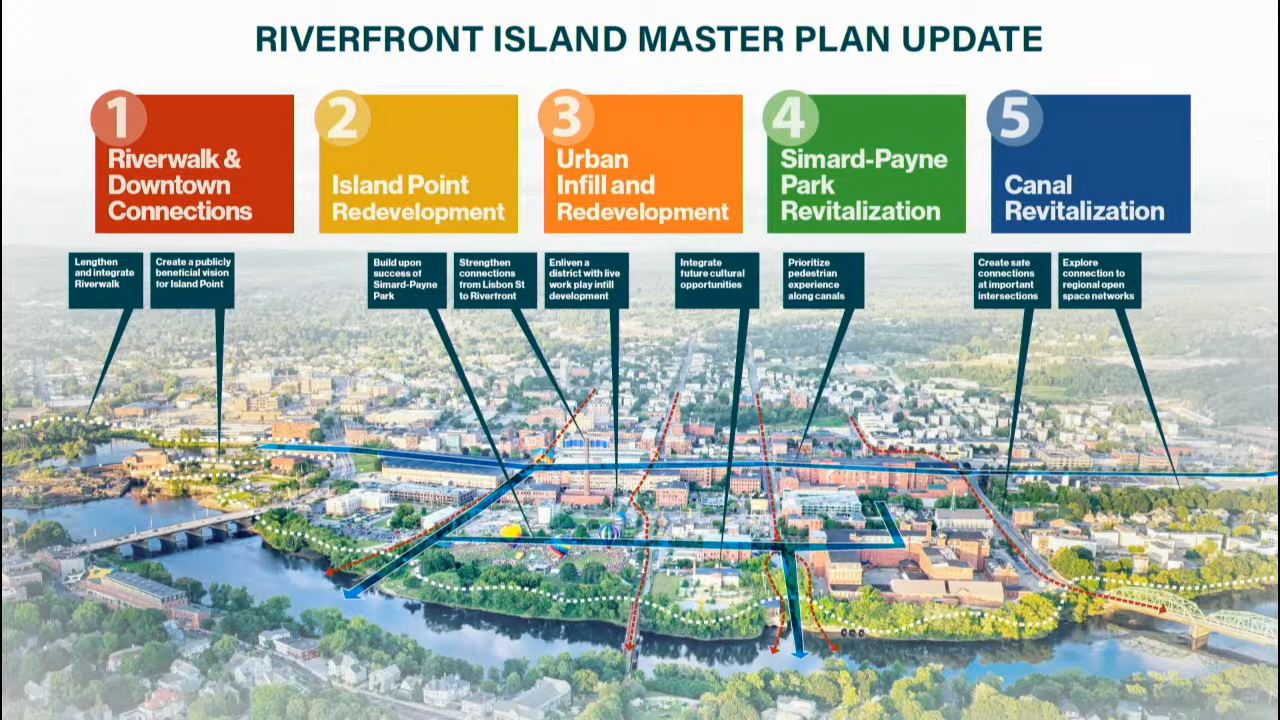 RIVERFRONT ISLAND MASTER PLAN UPDATE
1
Riverwalk &
Downtown
Connections
2
Island Point
Redevelopment
3
Urban
Infill and
Redevelopment
4
Simard-Payne
Park
Revitalization
5
Canal
Revitalization
Lengthen
and integrate
Riverwalk
Create a publicly
beneficial vision
for Island Point
Build upon
success of
Simard-Payne
Park
Strengthen
connections
from Lisbon St
to Riverfront
Enliven a
district with live
work play infill
development
Integrate
future cultural
opportunities
Prioritize
pedestrian
experience
along canals
Create safe
connections
at important
intersections
Explore
connection to
regional open
space networks